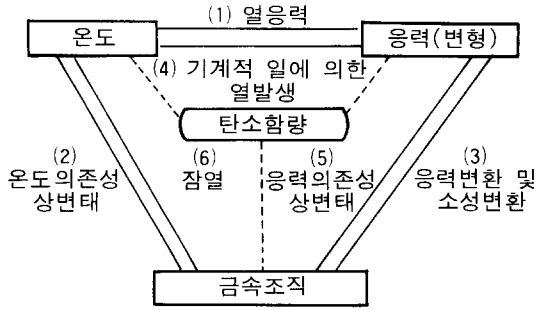 (1) 열응력
온도
응력(변형)
(4) 기계적 일에 의한
열발생
탄소함량
(2)
온도의존성
상변태
(6)
잠열
(5)
응력의존성
상변태
(3)
응력변환 및
소성변환
금속조직